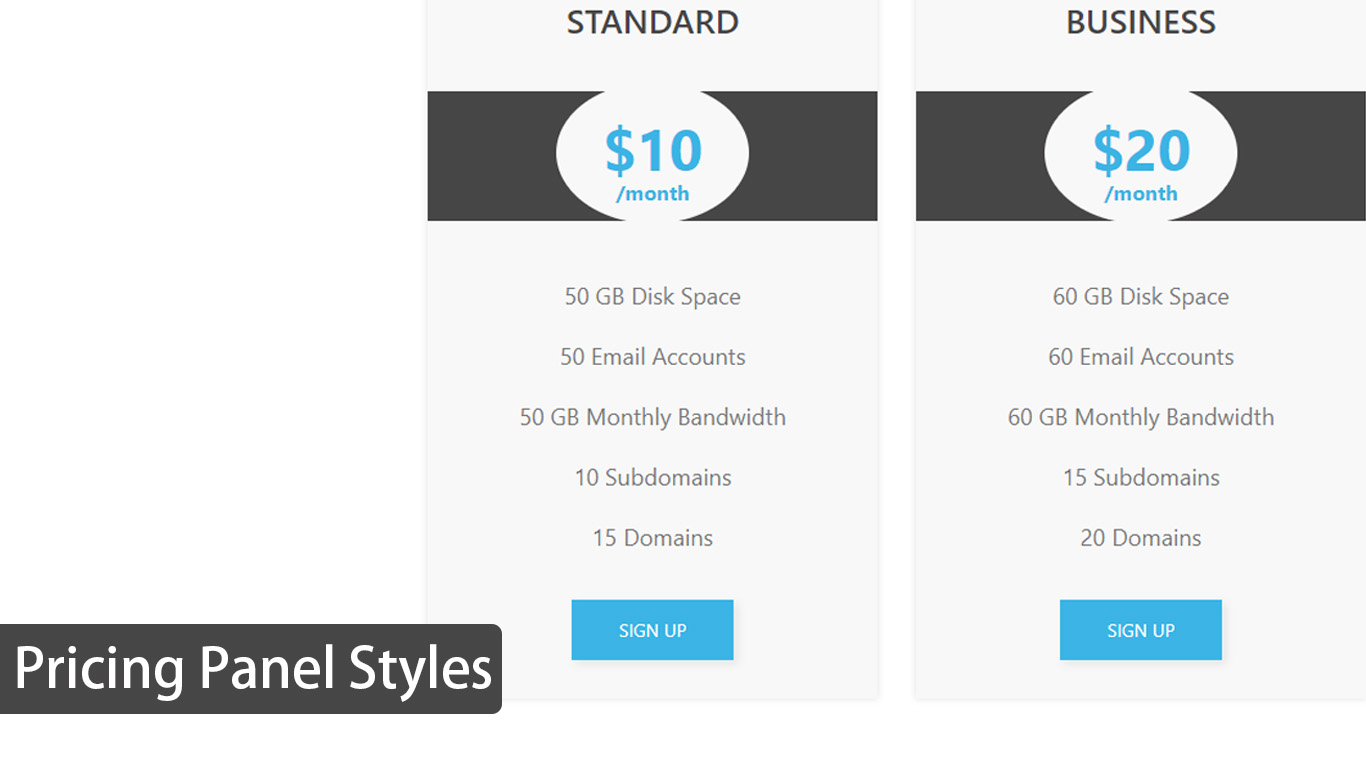 STANDARD
$10
/month
50 GB Disk Space
50 Email Accounts
50 GB Monthly Bandwidth
10 Subdomains
15 Domains
SIGN UP
BUSINESS
$20
/month
60 GB Disk Space
60 Email Accounts
60 GB Monthly Bandwidth
15 Subdomains
20 Domains
SIGN UP
Pricing Panel Styles